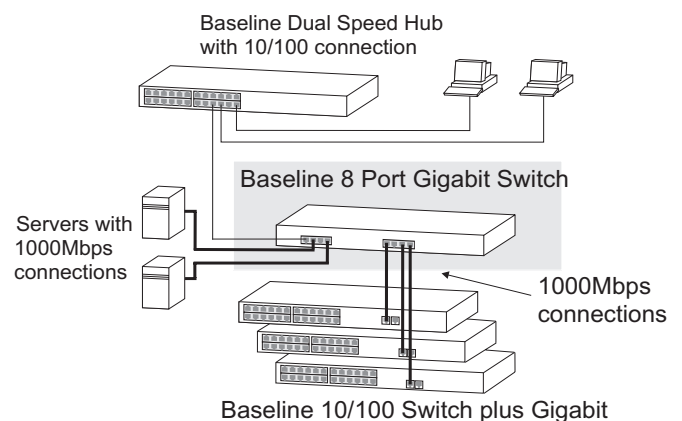 Baseline Dual Speed Hub
with 10/100 connection
Baseline 8 Port Gigabit Switch
Servers with
1000Mbps
connections
1000Mbps
connections
Baseline 10/100 Switch plus Gigabit